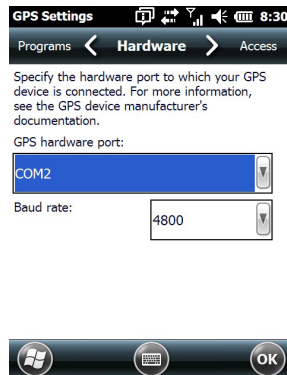 GPS Settings 8:30
Programs Hardware Access
Specify the hardware port to which your GPS
device is connected. For more information,
see the GPS device manufacturer's
documentation.
GPS hardware port:
COM2
Baud rate:
4800
OK